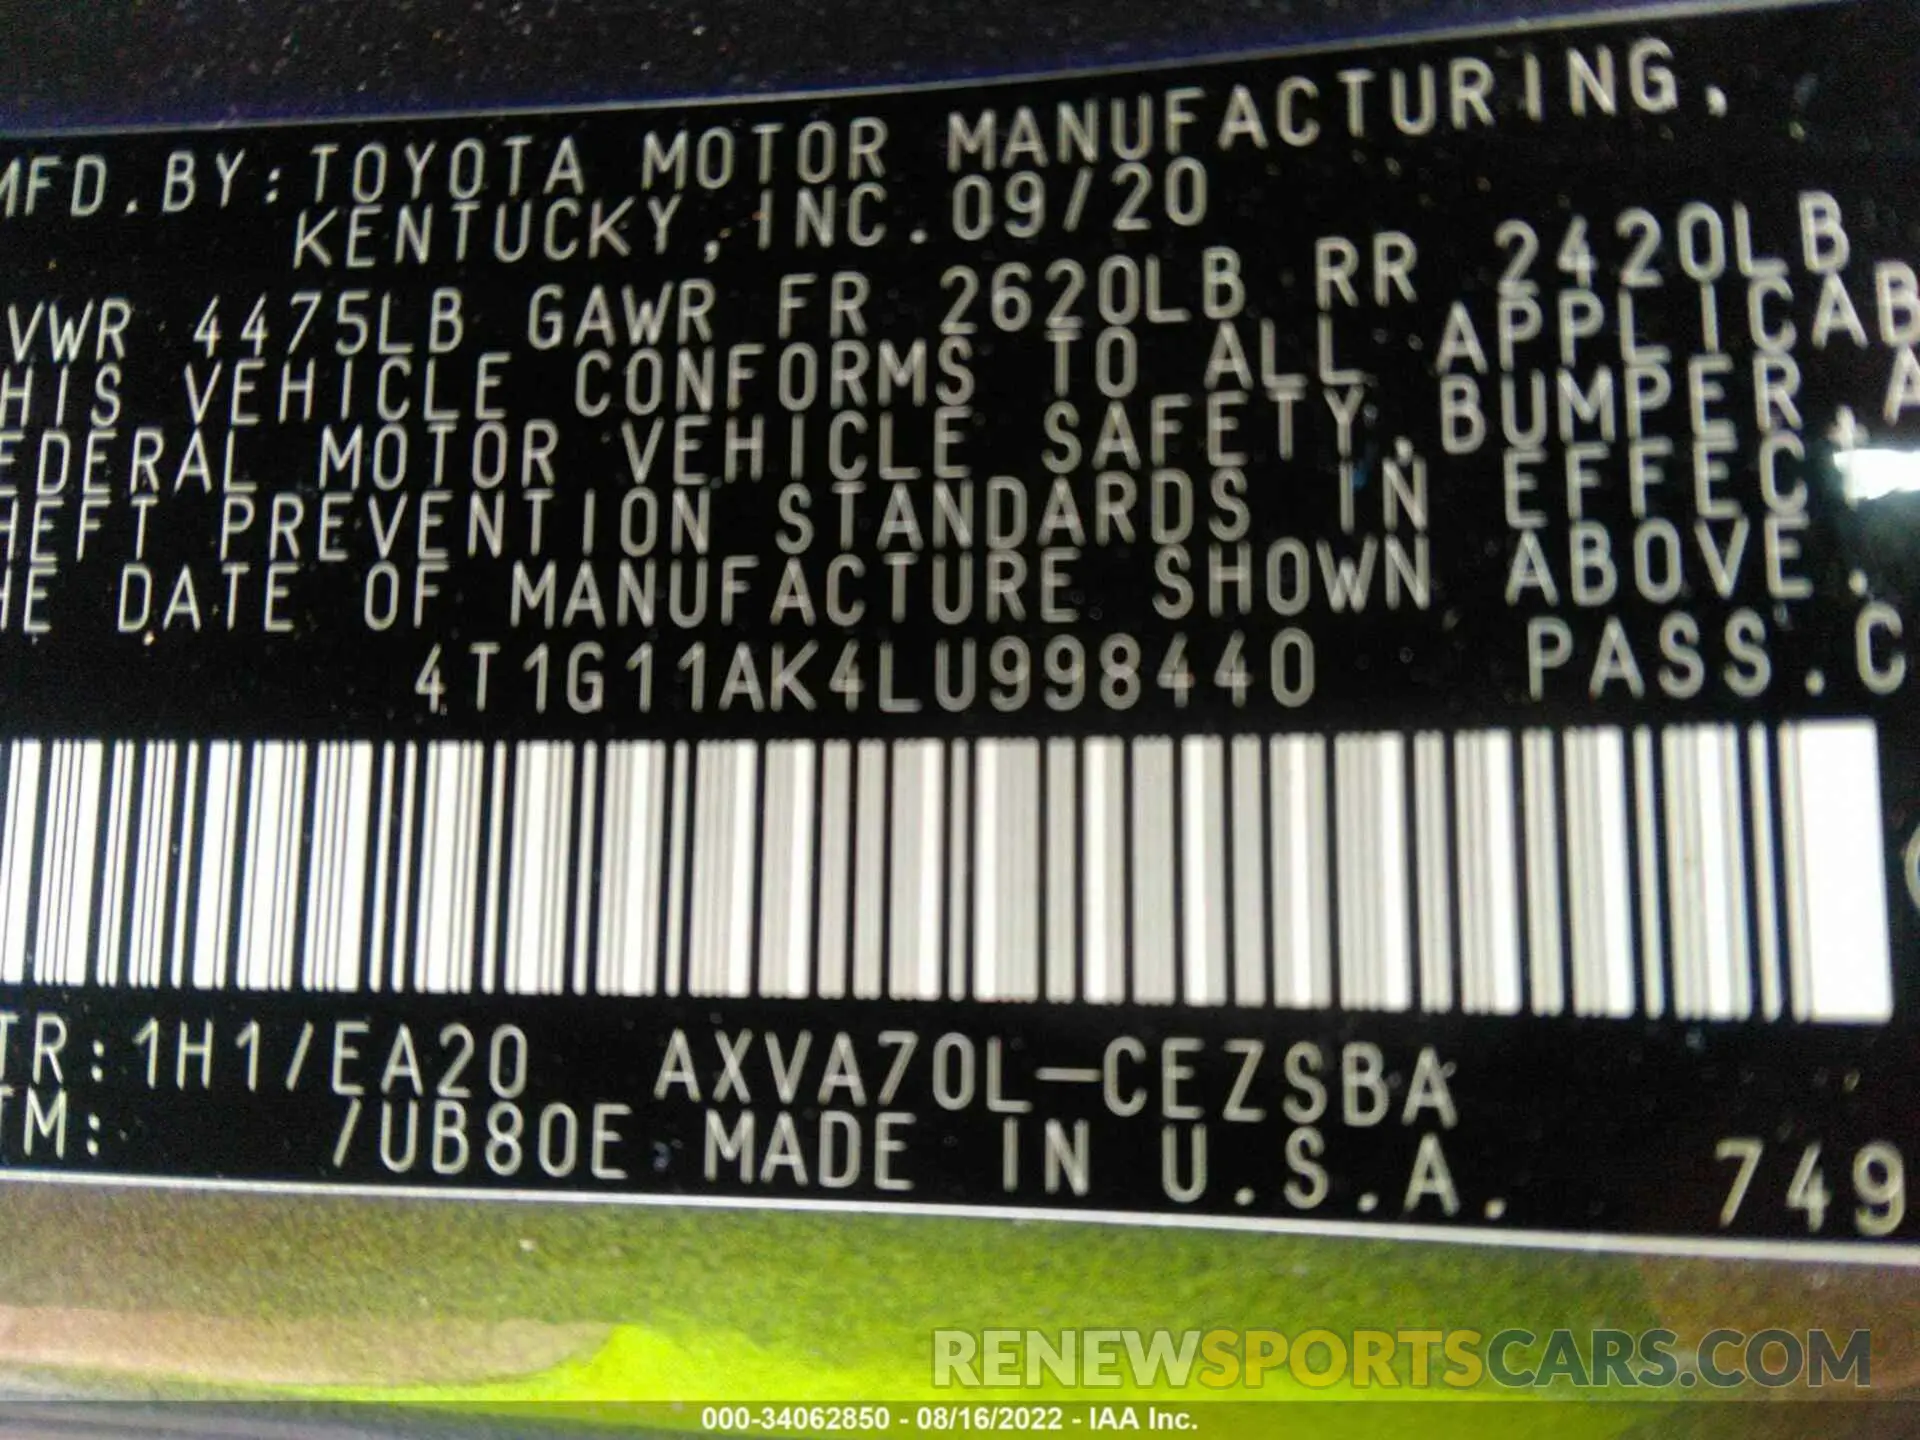 MFD.BY:TOYOTA MOTOR MANUFACTURING,
KENTUCKY,INC.09/20
VWR 4475LB GAWR FR 2620LB RR 2420LB
HIS VEHICLE CONFORMS TO ALL APPLICAB
EDERAL MOTOR VEHICLE SAFETY,BUMPER,A
HEFT PREVENTION STANDARDS IN EFFECT
HE DATE OF MANUFACTURE SHOWN ABOVE.
4T1G11AK4LU998440 PASS.C
TR:1H1/EA20 AXVA70L-CEZSBA
TM: /UB80E MADE IN U.S.A. 749
RENEWSPORTSCARS.COM
000-34062850 - 08/16/2022 - IAA Inc.